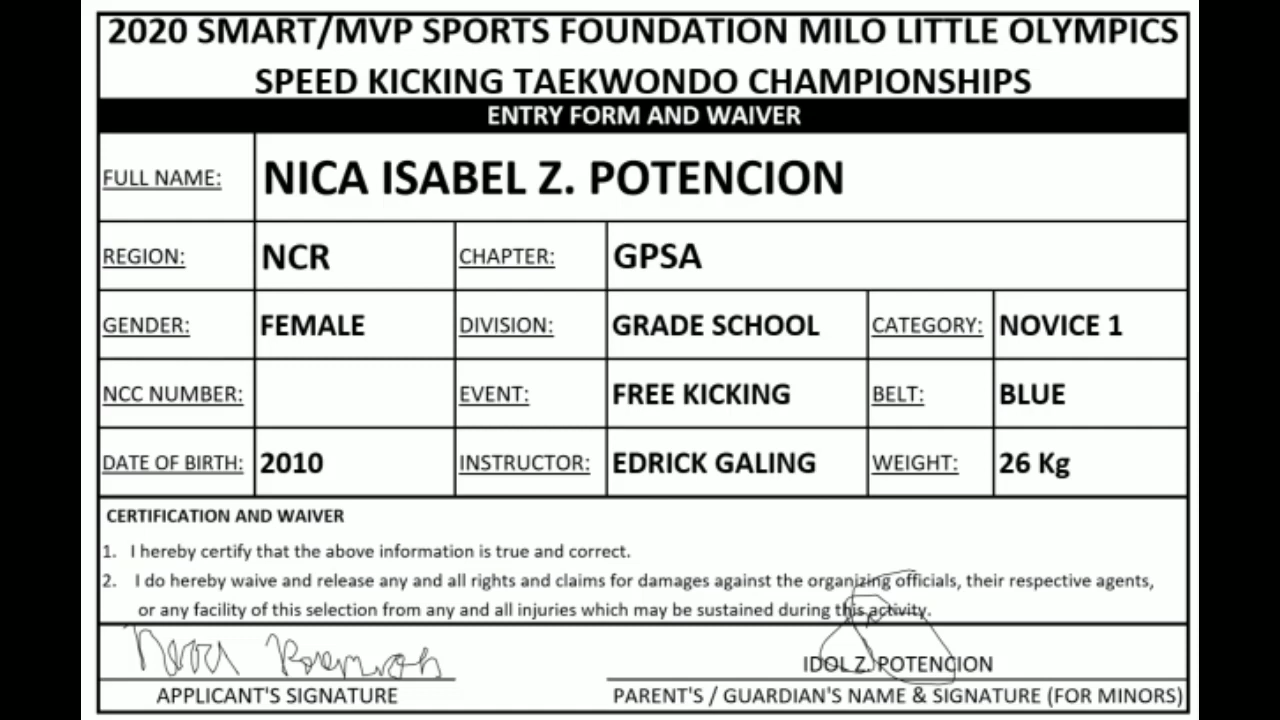 2020 SMART/MVP SPORTS FOUNDATION MILO LITTLE OLYMPICS
SPEED KICKING TAEKWONDO CHAMPIONSHIPS
ENTRY FORM AND WAIVER
FULL NAME: NICA ISABEL Z. POTENCION
REGION: NCR CHAPTER: GPSA
GENDER: FEMALE DIVISION: GRADE SCHOOL CATEGORY: NOVICE 1
NCC NUMBER: EVENT: FREE KICKING BELT: BLUE
DATE OF BIRTH: 2010 INSTRUCTOR: EDRICK GALING WEIGHT: 26 Kg
CERTIFICATION AND WAIVER
1. I hereby certify that the above information is true and correct.
2. I do hereby waive and release any and all rights and claims for damages against the organizing officials, their respective agents,
or any facility of this selection from any and all injuries which may be sustained during this activity.
IDOL Z. POTENCION
APPLICANT'S SIGNATURE PARENT'S / GUARDIAN'S NAME & SIGNATURE (FOR MINORS)